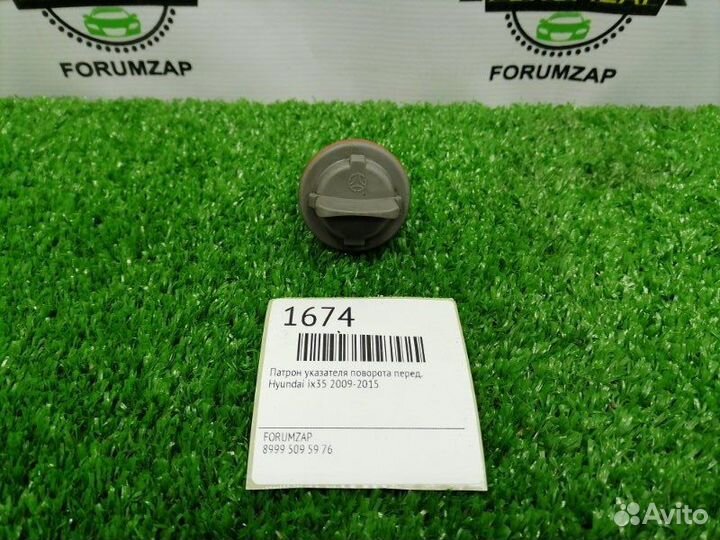 FORUMZAP
FORUMZAP
1674
Патрон указателя поворота перед.
Hyundai ix35 2009-2015
FORUMZAP
8999 509 59 76
Avito